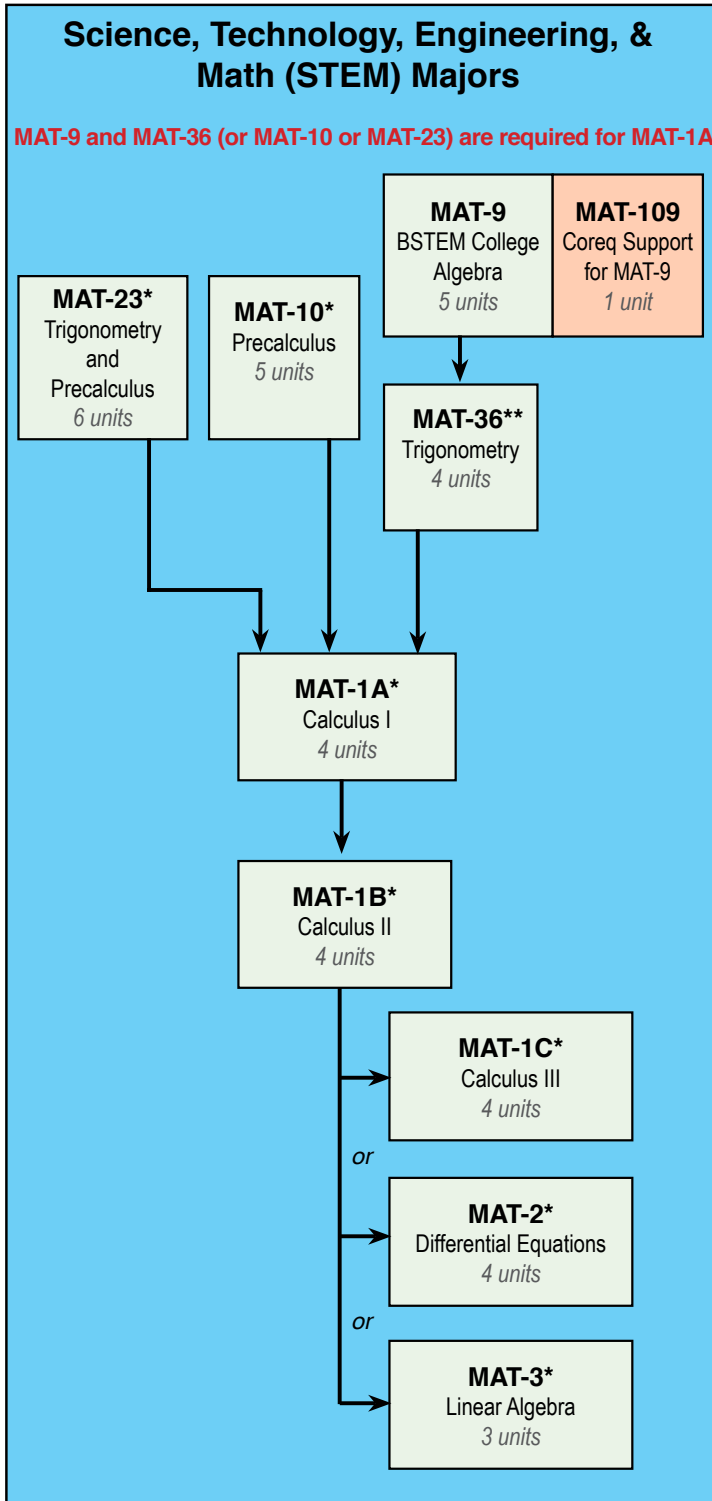 Science, Technology, Engineering, &
Math (STEM) Majors
MAT-9 and MAT-36 (or MAT-10 or MAT-23) are required for MAT-1A
MAT-9
BSTEM College
Algebra
5 units
MAT-109
Coreq Support
for MAT-9
1 unit
MAT-23*
Trigonometry
and
Precalculus
6 units
MAT-10*
Precalculus
5 units
MAT-36**
Trigonometry
4 units
MAT-1A*
Calculus I
4 units
MAT-1B*
Calculus II
4 units
MAT-1C*
Calculus III
4 units
or
MAT-2*
Differential Equations
4 units
or
MAT-3*
Linear Algebra
3 units